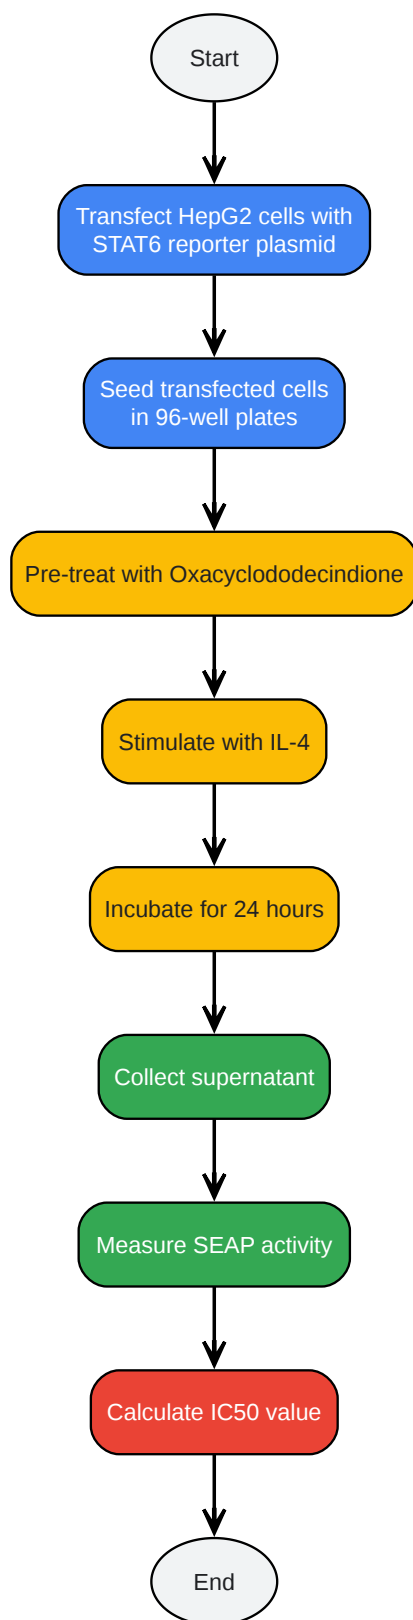 Start
Transfect HepG2 cells with
STAT6 reporter plasmid
Seed transfected cells
in 96-well plates
Pre-treat with Oxacyclododecindione
Stimulate with IL-4
Incubate for 24 hours
Collect supernatant
Measure SEAP activity
Calculate IC50 value
End